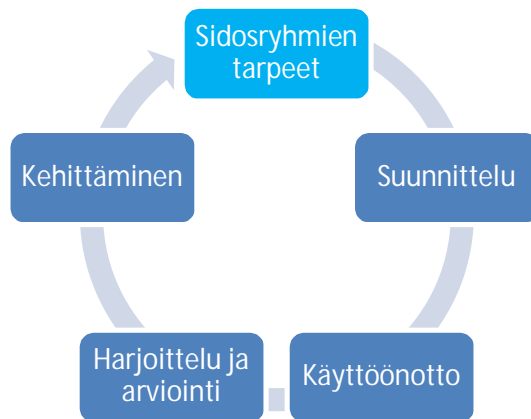 Sidosryhmien
tarpeet
Suunnittelu
Käyttöönotto
Harjoittelu ja
arviointi
Kehittäminen